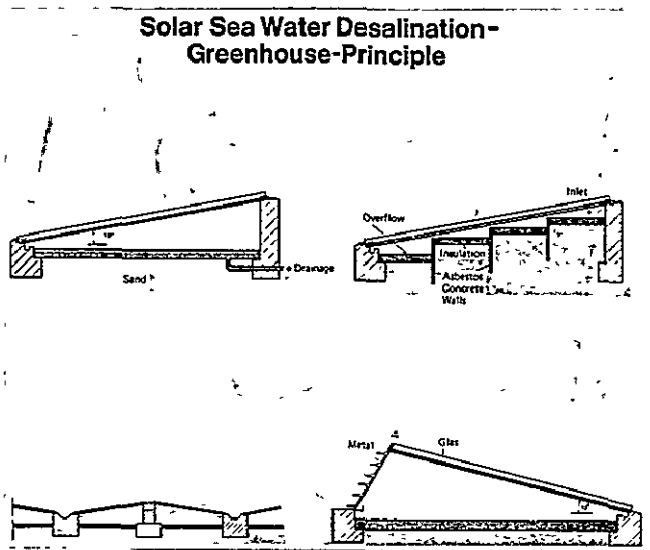 Solar Sea Water Desalination-
Greenhouse-Principle
Drainage
Sand
Inlet
Overflow
Insulation
Asbestos
Concrete
Walls
Metal
Glas